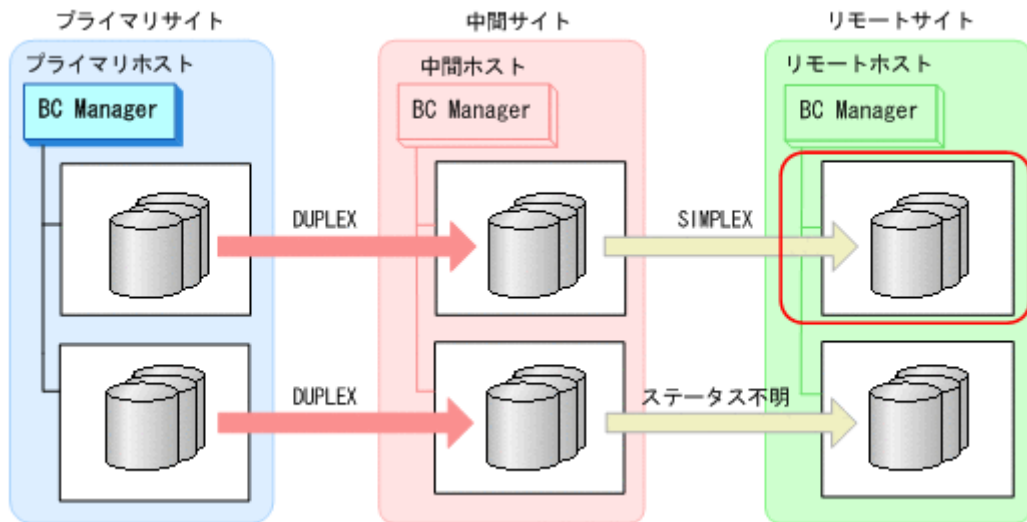 プライマリサイト
中間サイト
リモートサイト
プライマリホスト
中間ホスト
リモートホスト
BC Manager
BC Manager
BC Manager
DUPLEX
SIMPLEX
DUPLEX
ステータス不明